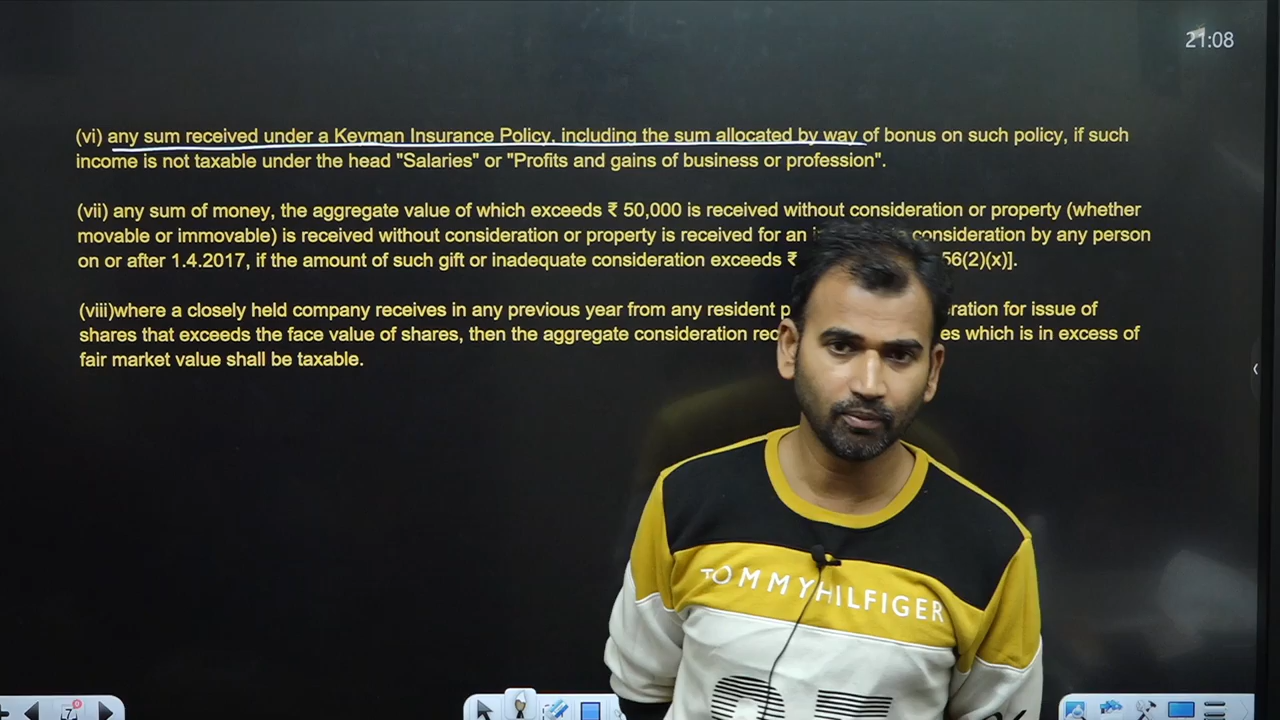 21:08
(vi) any sum received under a Keyman Insurance Policy, including the sum allocated by way of bonus on such policy, if such
income is not taxable under the head "Salaries" or "Profits and gains of business or profession".
(vii) any sum of money, the aggregate value of which exceeds ₹ 50,000 is received without consideration or property (whether
movable or immovable) is received without consideration or property is received for an consideration by any person
on or after 1.4.2017, if the amount of such gift or inadequate consideration exceeds ₹ 56(2)(x)].
(viii)where a closely held company receives in any previous year from any resident for issue of
shares that exceeds the face value of shares, then the aggregate consideration which is in excess of
fair market value shall be taxable.
TOMMY HILFIGER
7